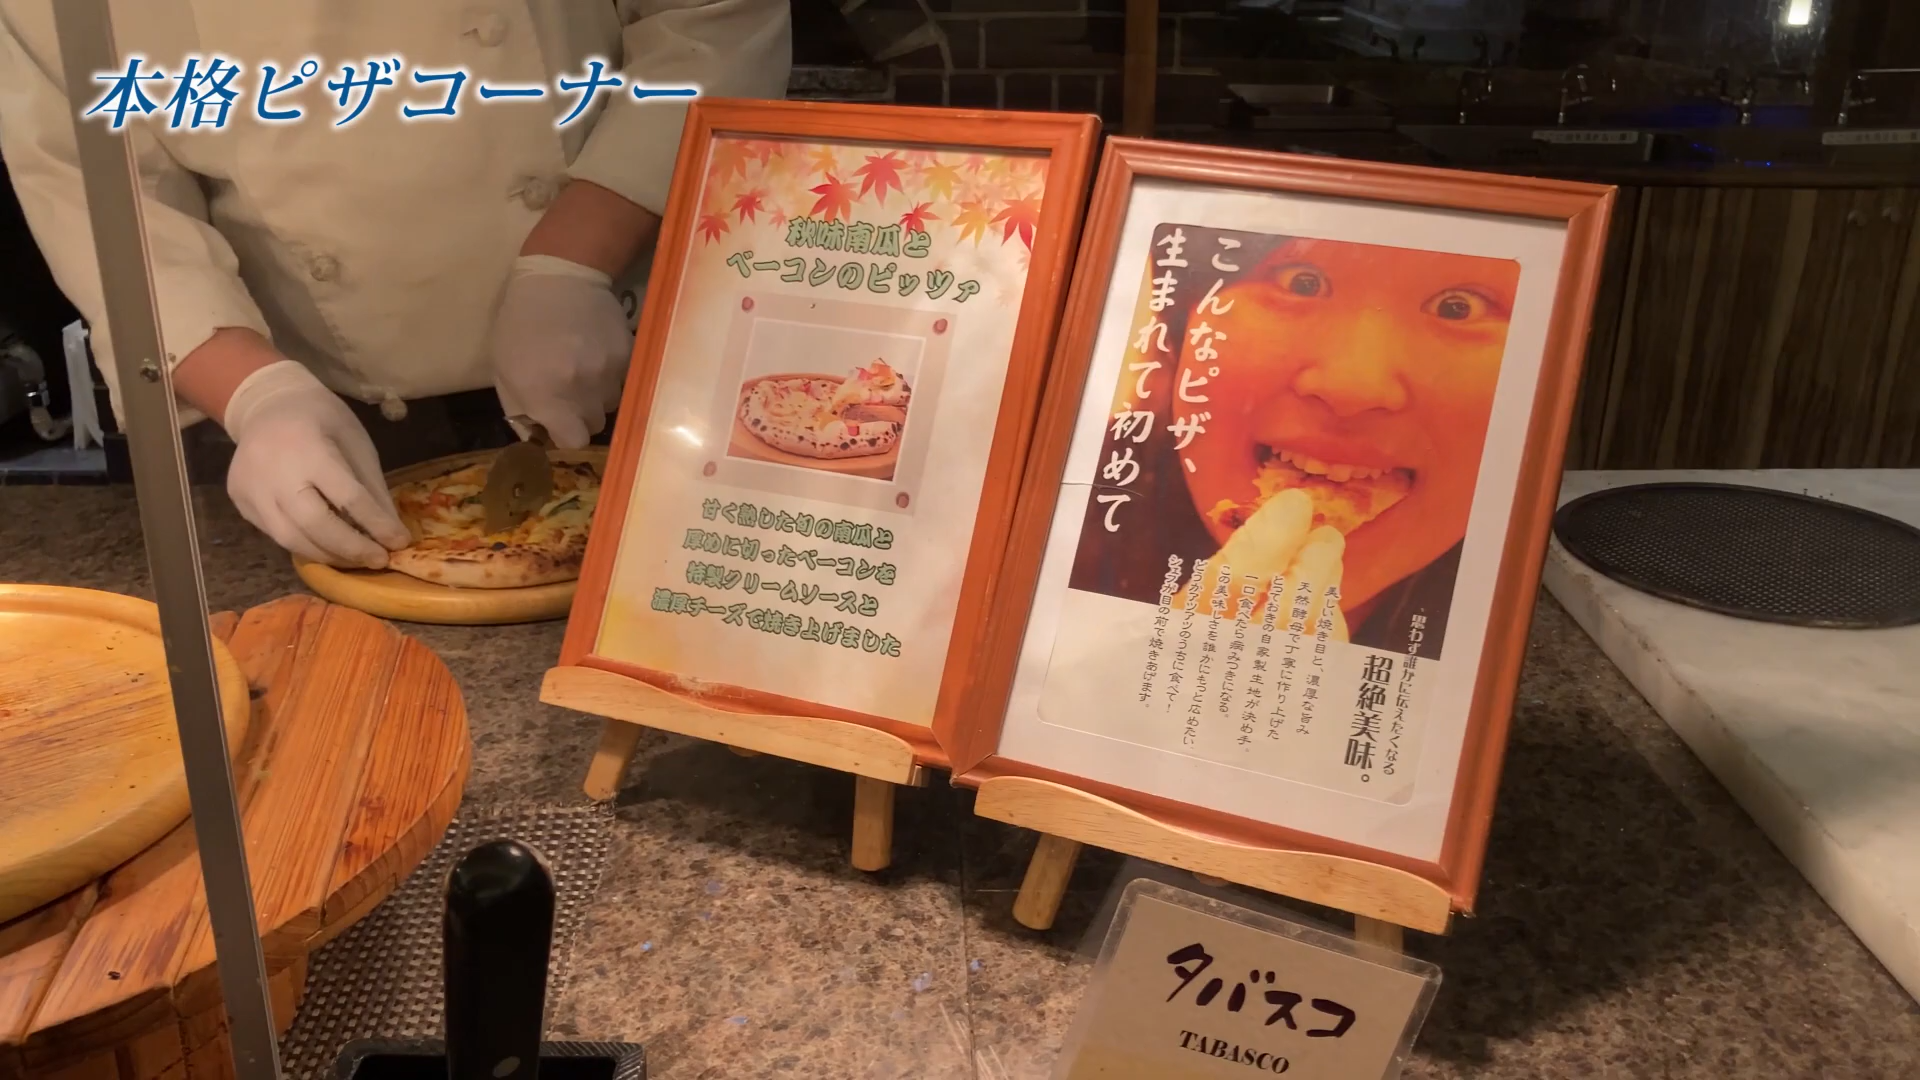 本格ピザコーナー
秋味南瓜と
ベーコンのピッツァ
甘く熟した旬の南瓜と
厚めに切ったベーコンを
特製クリームソースと
濃厚チーズで焼き上げました
こんなピザ、
生まれて初めて
思わず誰かに伝えたくなる
超絶美味。
美しい焼き目と、濃厚な旨み
天然酵母で丁寧に作り上げた
とっておきの自家製生地が決め手。
一口食べたら病みつきになる。
この美味しさを誰かにもっと広めたい
どうかアツアツのうちに食べて!
シェフが目の前で焼きあげます。
タバスコ
TABASCO